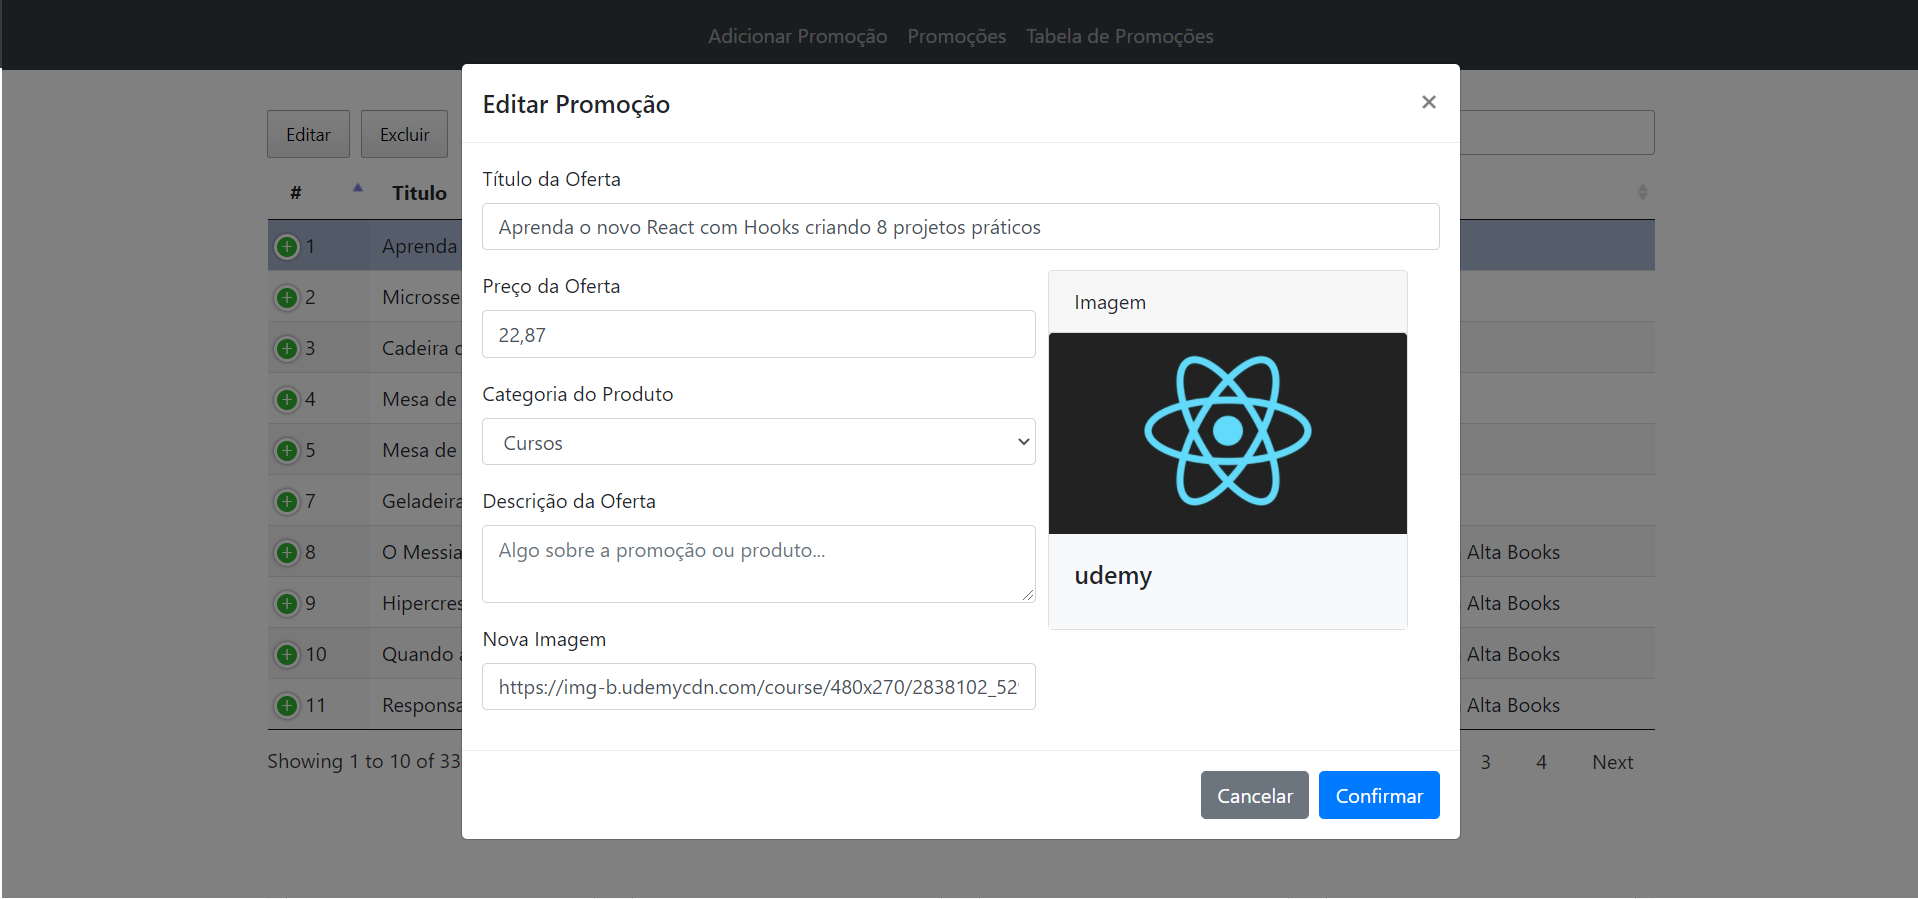 Adicionar Promoção Promoções Tabela de Promoções
Editar Promoção
×
Editar Excluir
# Titulo
1 Aprenda
2 Microsse
3 Cadeira
4 Mesa de
5 Mesa de
7 Geladeira
8 O Messia Alta Books
9 Hipercres Alta Books
10 Quando Alta Books
11 Responsa Alta Books
Showing 1 to 10 of 33
3 4 Next
Título da Oferta
Aprenda o novo React com Hooks criando 8 projetos práticos
Preço da Oferta
22,87
Categoria do Produto
Cursos
Descrição da Oferta
Algo sobre a promoção ou produto...
Nova Imagem
https://img-b.udemycdn.com/course/480x270/2838102_52
Imagem
udemy
Cancelar Confirmar